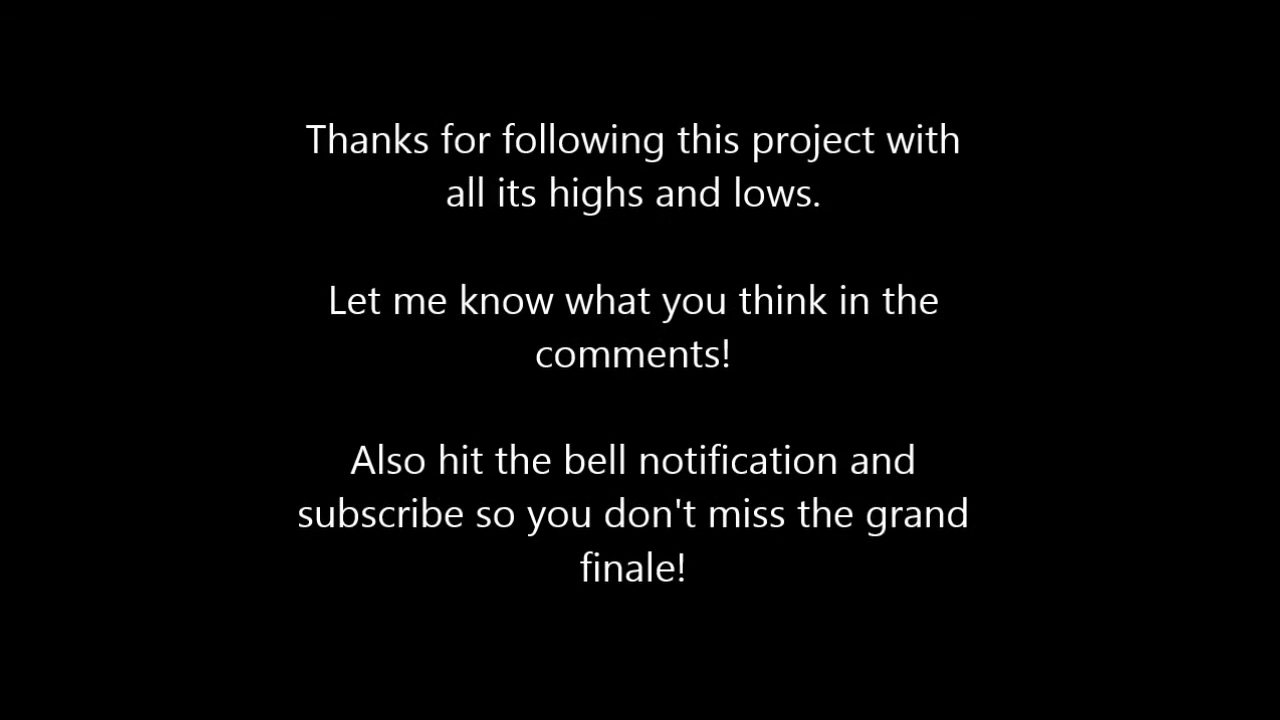 Thanks for following this project with
all its highs and lows.
Let me know what you think in the
comments!
Also hit the bell notification and
subscribe so you don't miss the grand
finale!